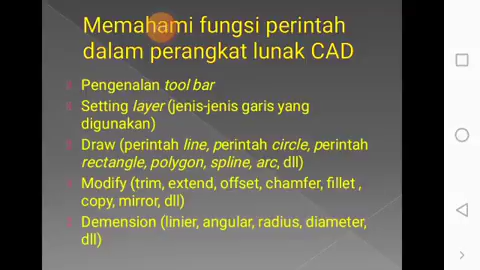 Memahami fungsi perintah
dalam perangkat lunak CAD
Pengenalan tool bar
Setting layer (jenis-jenis garis yang
digunakan)
Draw (perintah line, perintah circle, perintah
rectangle, polygon, spline, arc, dll)
Modify (trim, extend, offset, chamfer, fillet ,
copy, mirror, dll)
Demension (linier, angular, radius, diameter,
dll)